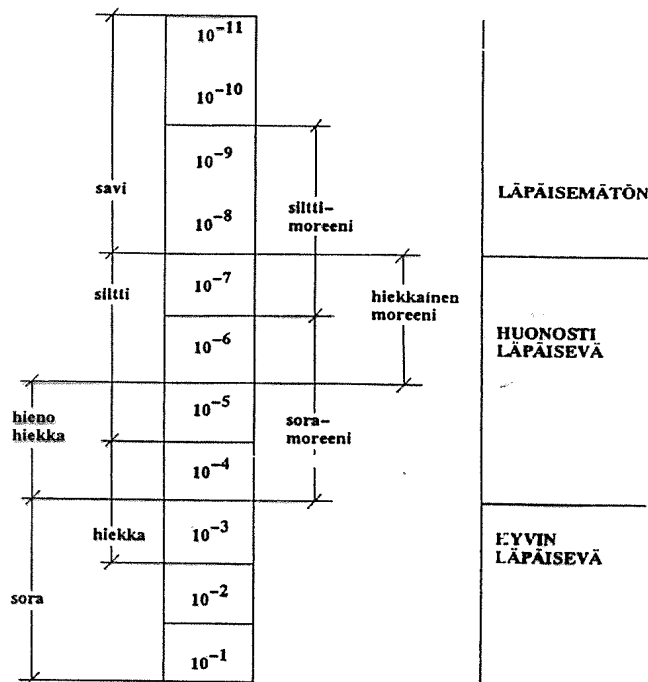 10⁻¹¹
10⁻¹⁰
10⁻⁹
savi
siltti-
moreeni
LÄPÄISEMÄTÖN
10⁻⁸
10⁻⁷
siltti
hiekkainen
moreeni
10⁻⁶
HUONOSTI
LÄPÄISEVÄ
10⁻⁵
hieno
hiekka
sora-
moreeni
10⁻⁴
10⁻³
hiekka
HYVIN
LÄPÄISEVÄ
10⁻²
sora
10⁻¹